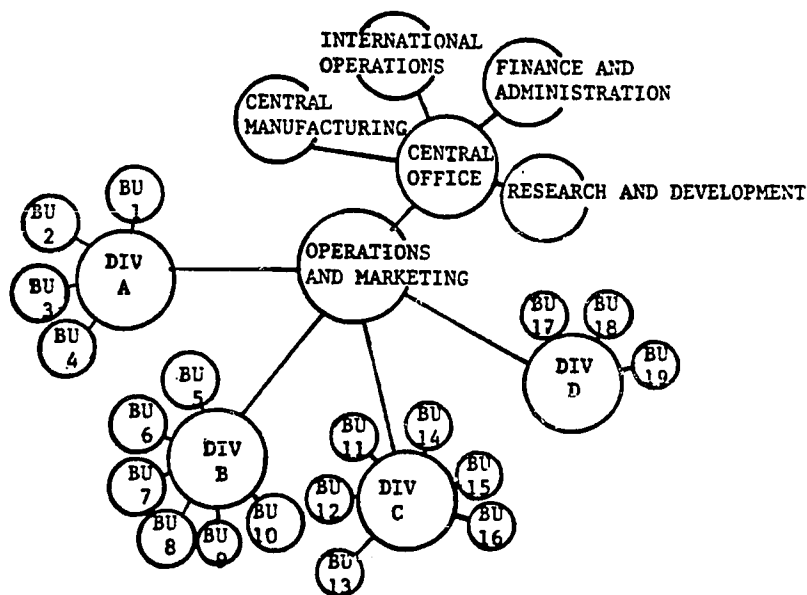 INTERNATIONAL
OPERATIONS
FINANCE AND
ADMINISTRATION
CENTRAL
MANUFACTURING
CENTRAL
OFFICE
RESEARCH AND DEVELOPMENT
OPERATIONS
AND MARKETING
BU
1
BU
2
BU
3
BU
4
DIV
A
BU
5
BU
6
BU
7
BU
8
BU
9
BU
10
DIV
B
BU
11
BU
12
BU
13
BU
14
BU
15
BU
16
DIV
C
BU
17
BU
18
BU
19
DIV
D